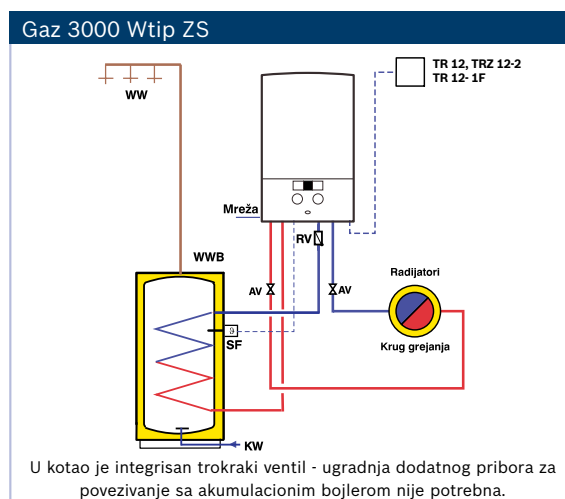 Gaz 3000 Wtip ZS
TR 12, TRZ 12-2
TR 12- 1F
WW
Mreža
RV
WWB
AV
AV
Radijatori
SF
Krug grejanja
KW
U kotao je integrisan trokraki ventil - ugradnja dodatnog pribora za
povezivanje sa akumulacionim bojlerom nije potrebna.